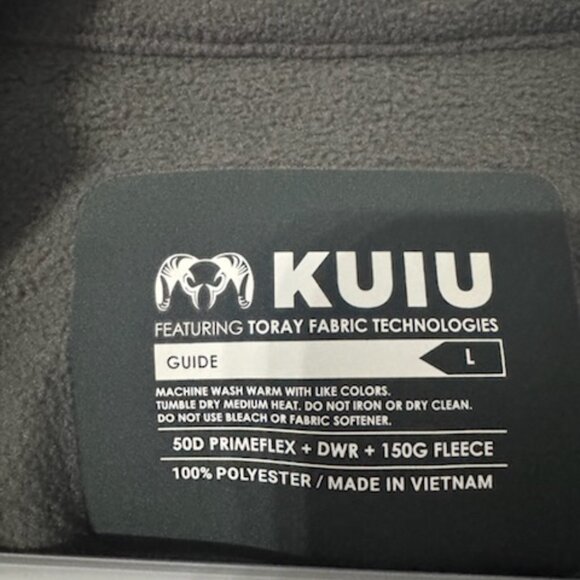 KUIU
FEATURING TORAY FABRIC TECHNOLOGIES
GUIDE L
MACHINE WASH WARM WITH LIKE COLORS.
TUMBLE DRY MEDIUM HEAT. DO NOT IRON OR DRY CLEAN.
DO NOT USE BLEACH OR FABRIC SOFTENER.
50D PRIMEFLEX + DWR + 150G FLEECE
100% POLYESTER / MADE IN VIETNAM